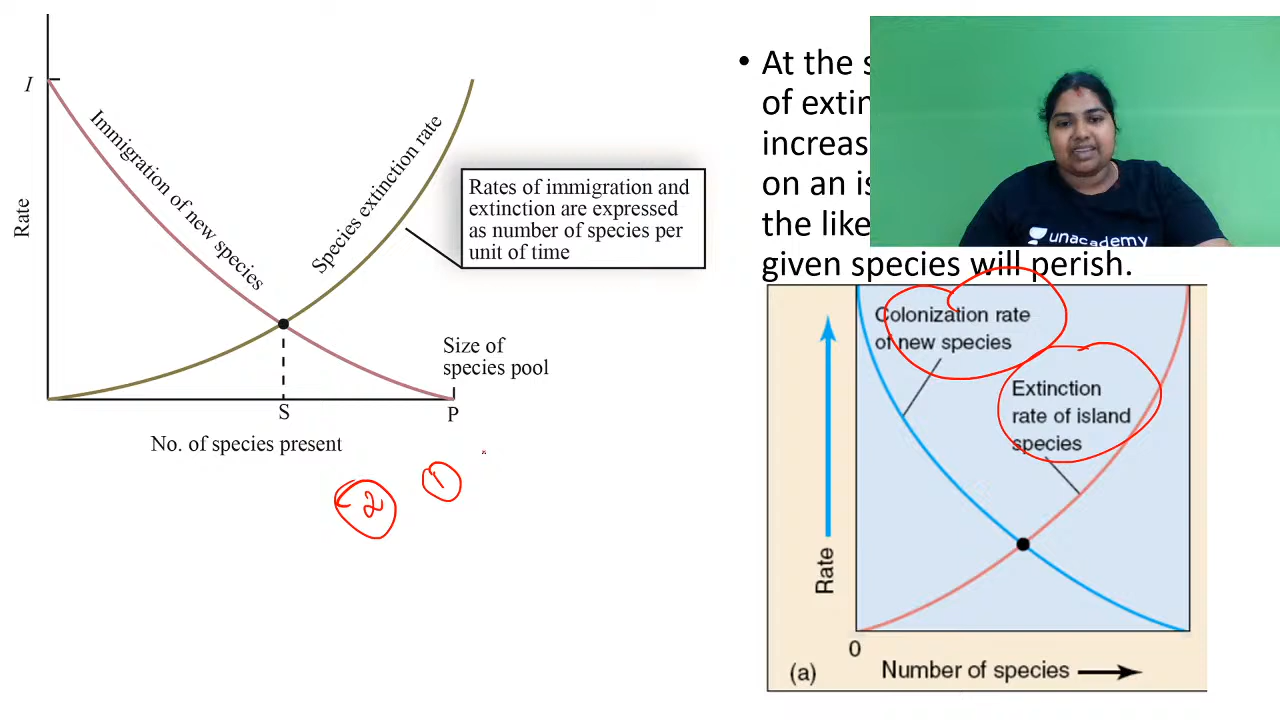 I
Rate
Immigration of new species
Species extinction rate
Rates of immigration and
extinction are expressed
as number of species per
unit of time
Size of
species pool
S
P
No. of species present
2
1
• At the
of
increas
on an
the like
given species will perish.
unacademy
Colonization rate
of new species
Extinction
rate of island
species
Rate
0
Number of species
(a)